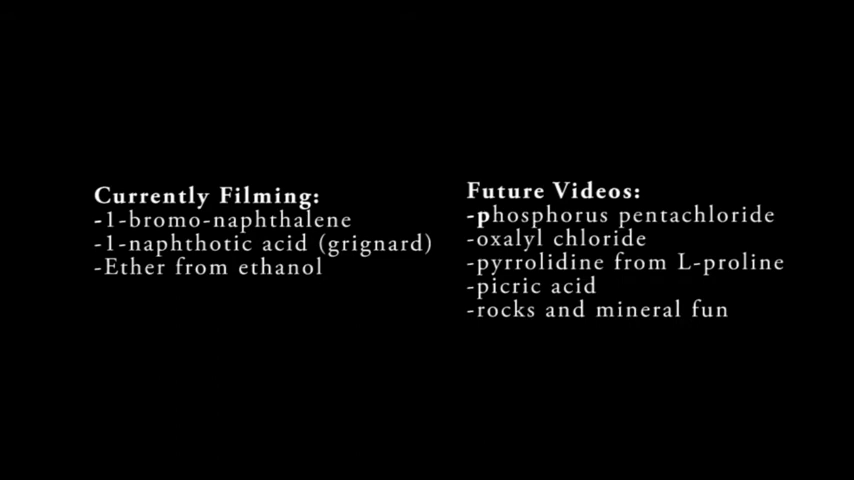 Currently Filming:
-1-bromo-naphthalene
-1-naphthotic acid (grignard)
-Ether from ethanol
Future Videos:
-phosphorus pentachloride
-oxalyl chloride
-pyrrolidine from L-proline
-picric acid
-rocks and mineral fun